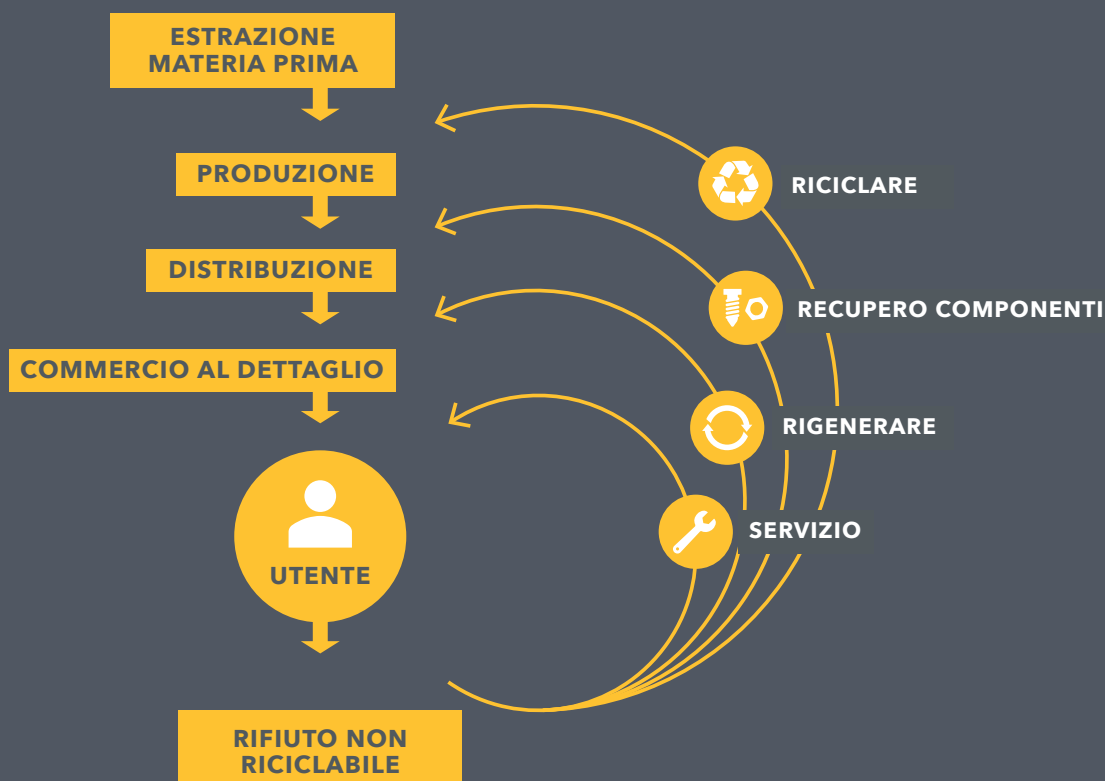 ESTRAZIONE
MATERIA PRIMA
PRODUZIONE
RICICLARE
DISTRIBUZIONE
RECUPERO COMPONENTI
COMMERCIO AL DETTAGLIO
RIGENERARE
SERVIZIO
UTENTE
RIFIUTO NON
RICICLABILE